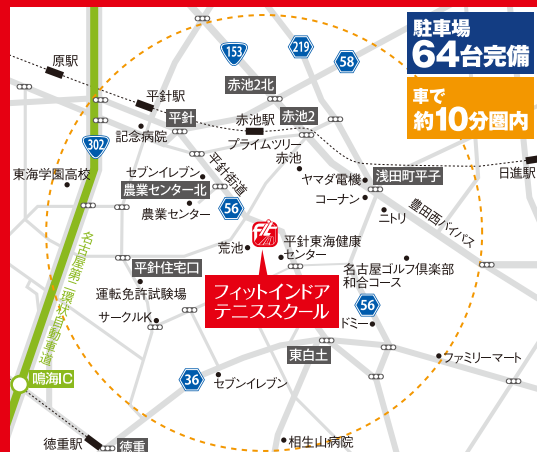 駐車場
64台完備
車で
約10分圏内
153
219
58
原駅
赤池2北
平針駅
平針
赤池駅
赤池2
記念病院
プライムツリー
赤池
302
東海学園高校
セブンイレブン
平針街道
ヤマダ電機
浅田町平子
日進駅
農業センター北
コーナン
農業センター
56
ニトリ
豊田西バイパス
Fit
荒池
平針東海健康
センター
名古屋第二環状自動車道
平針住宅口
名古屋ゴルフ倶楽部
和合コース
運転免許試験場
フィットインドア
テニススクール
56
サークルK
ドミー
東白土
ファミリーマート
鳴海IC
36
セブンイレブン
徳重駅
徳重
相生山病院